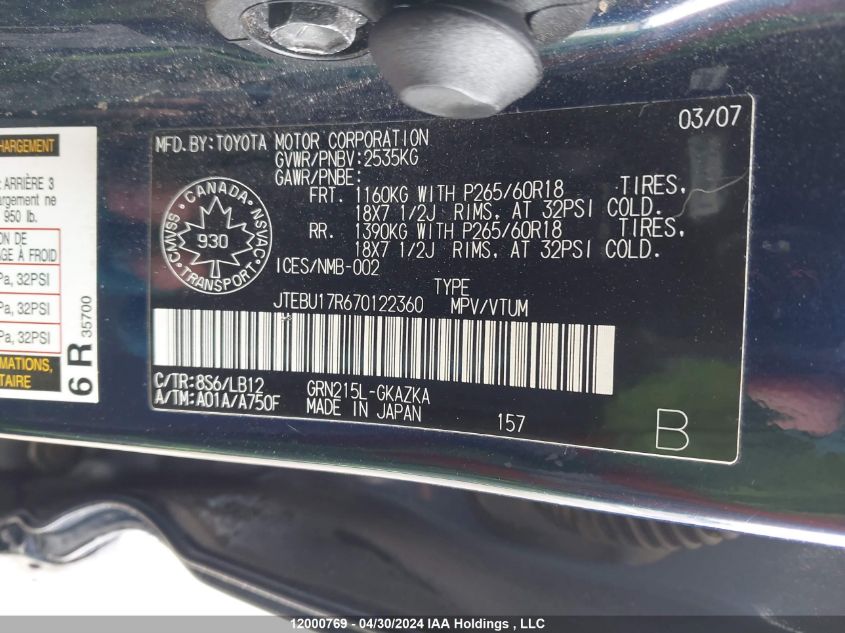 03/07
MFD.BY:TOYOTA MOTOR CORPORATION
GVWR/PNBV:2535KG
GAWR/PNBE:
FRT. 1160KG WITH P265/60R18 TIRES,
18X7 1/2J RIMS, AT 32PSI COLD.
RR. 1390KG WITH P265/60R18 TIRES,
18X7 1/2J RIMS, AT 32PSI COLD.
ICES/NMB-002
TYPE
JTEBU17R670122360 MPV/VTUM
C/TR:8S6/LB12 GRN215L-GKAZKA
A/TM:A01A/A750F MADE IN JAPAN
157
B
CANADA
CMVSS NSVAC
930
TRANSPORT
CHARGEMENT
: ARRIÈRE 3
argement ne
950 lb.
ON DE
AGE À FROID
Pa, 32PSI
Pa, 32PSI
Pa, 32PSI
MATIONS,
TAIRE
6 R 35700
12000769 - 04/30/2024 IAA Holdings , LLC